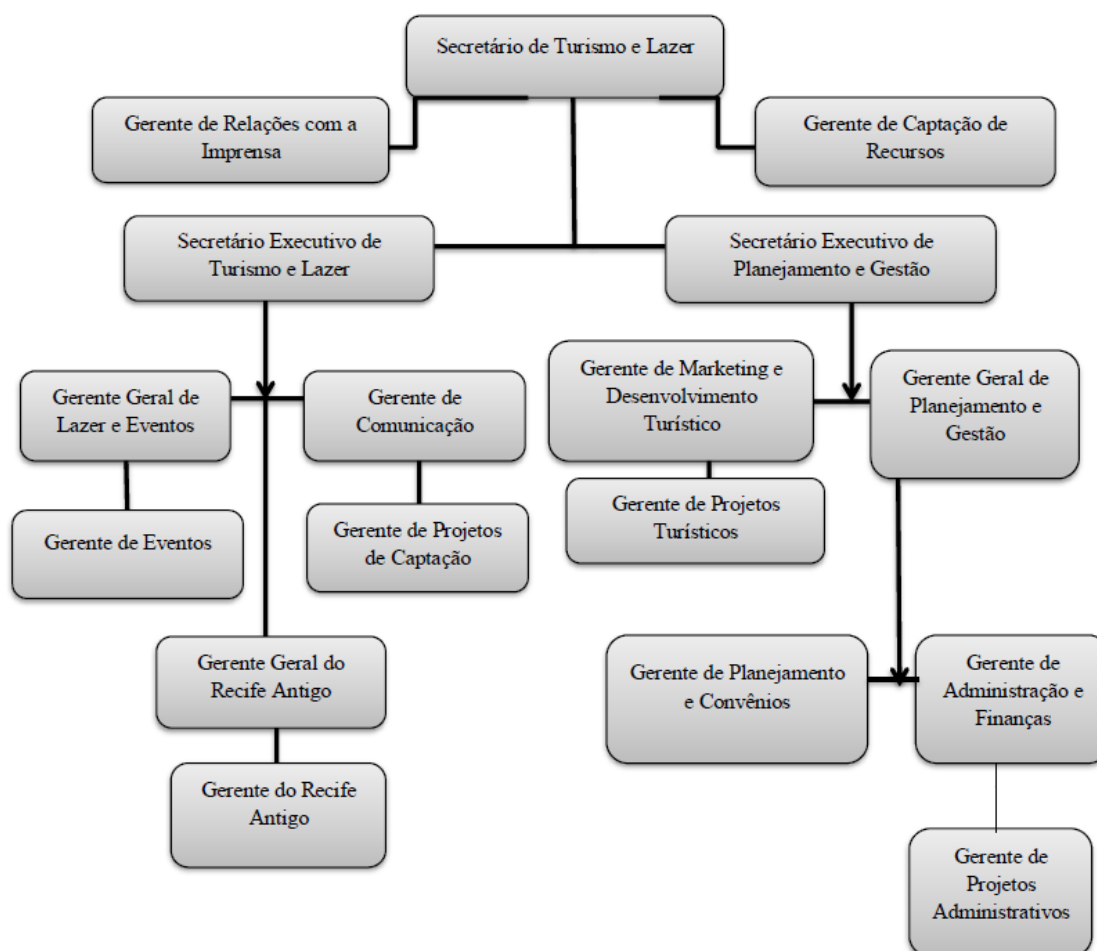 Secretário de Turismo e Lazer
Gerente de Relações com a
Imprensa
Gerente de Captação de
Recursos
Secretário Executivo de
Turismo e Lazer
Secretário Executivo de
Planejamento e Gestão
Gerente Geral de
Lazer e Eventos
Gerente de
Comunicação
Gerente de Marketing e
Desenvolvimento
Turístico
Gerente Geral de
Planejamento e
Gestão
Gerente de Eventos
Gerente de Projetos
de Captação
Gerente de Projetos
Turísticos
Gerente Geral do
Recife Antigo
Gerente de Planejamento
e Convênios
Gerente de
Administração e
Finanças
Gerente do Recife
Antigo
Gerente de
Projetos
Administrativos